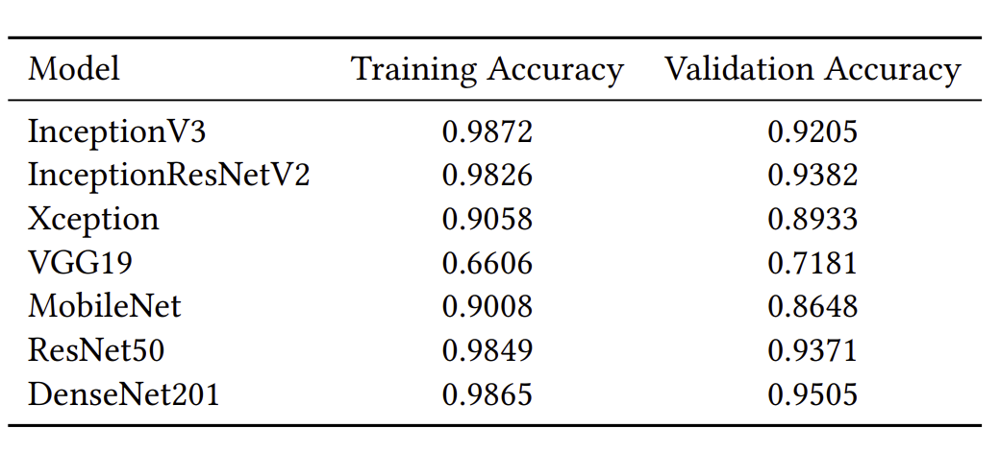 Model Training Accuracy Validation Accuracy
InceptionV3 0.9872 0.9205
InceptionResNetV2 0.9826 0.9382
Xception 0.9058 0.8933
VGG19 0.6606 0.7181
MobileNet 0.9008 0.8648
ResNet50 0.9849 0.9371
DenseNet201 0.9865 0.9505